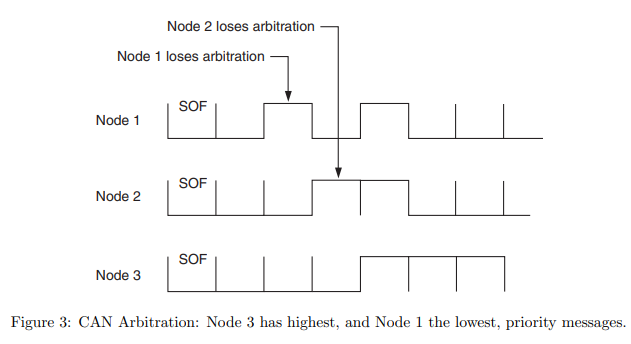 Node 2 loses arbitration
Node 1 loses arbitration
SOF
Node 1
SOF
Node 2
SOF
Node 3
Figure 3: CAN Arbitration: Node 3 has highest, and Node 1 the lowest, priority messages.